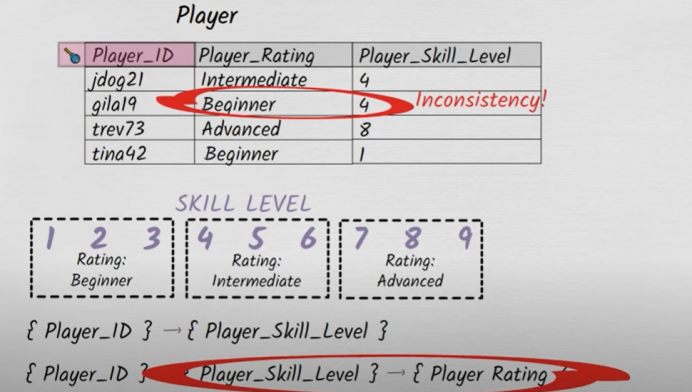 Player
Player_ID Player_Rating Player_Skill_Level
jdog21 Intermediate 4
gila19 Beginner 4 Inconsistency!
trev73 Advanced 8
tina42 Beginner 1
SKILL LEVEL
1 2 3 4 5 6 7 8 9
Rating: Rating: Rating:
Beginner Intermediate Advanced
{ Player_ID } → { Player_Skill_Level }
{ Player_ID } Player_Skill_Level } → { Player Rating